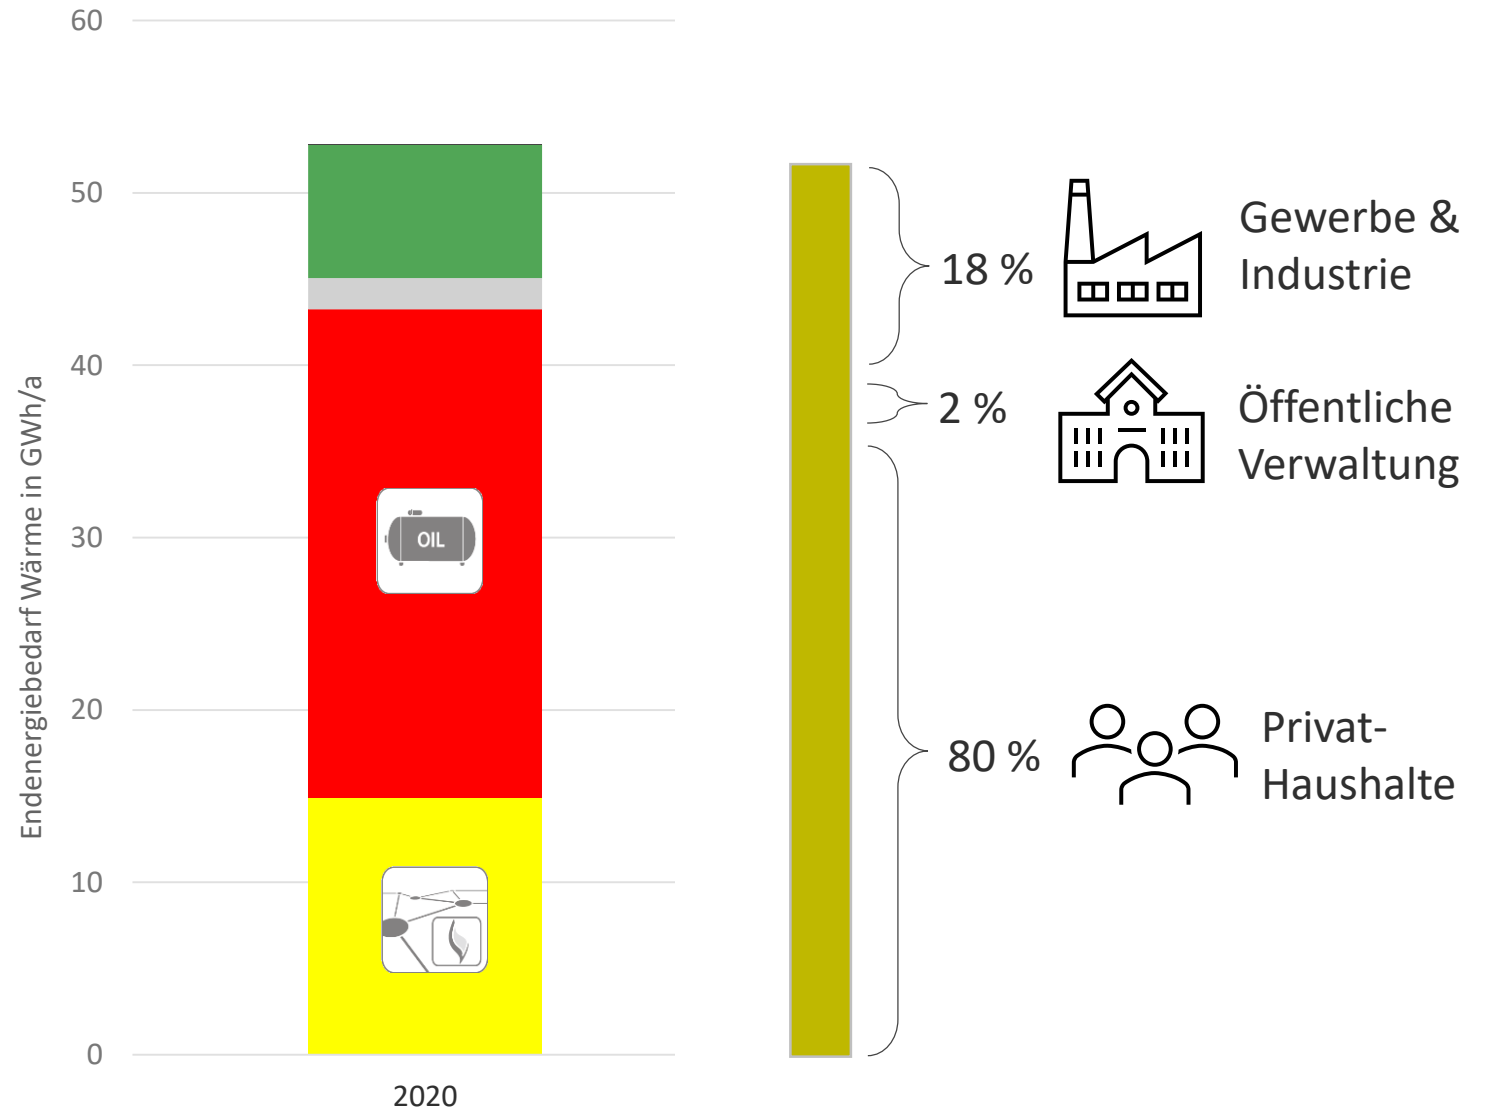 60
50
40
30
20
10
0
Endenergiebedarf Wärme in GWh/a
OIL
2020
18 %
Gewerbe &
Industrie
2 %
Öffentliche
Verwaltung
80 %
Privat-
Haushalte